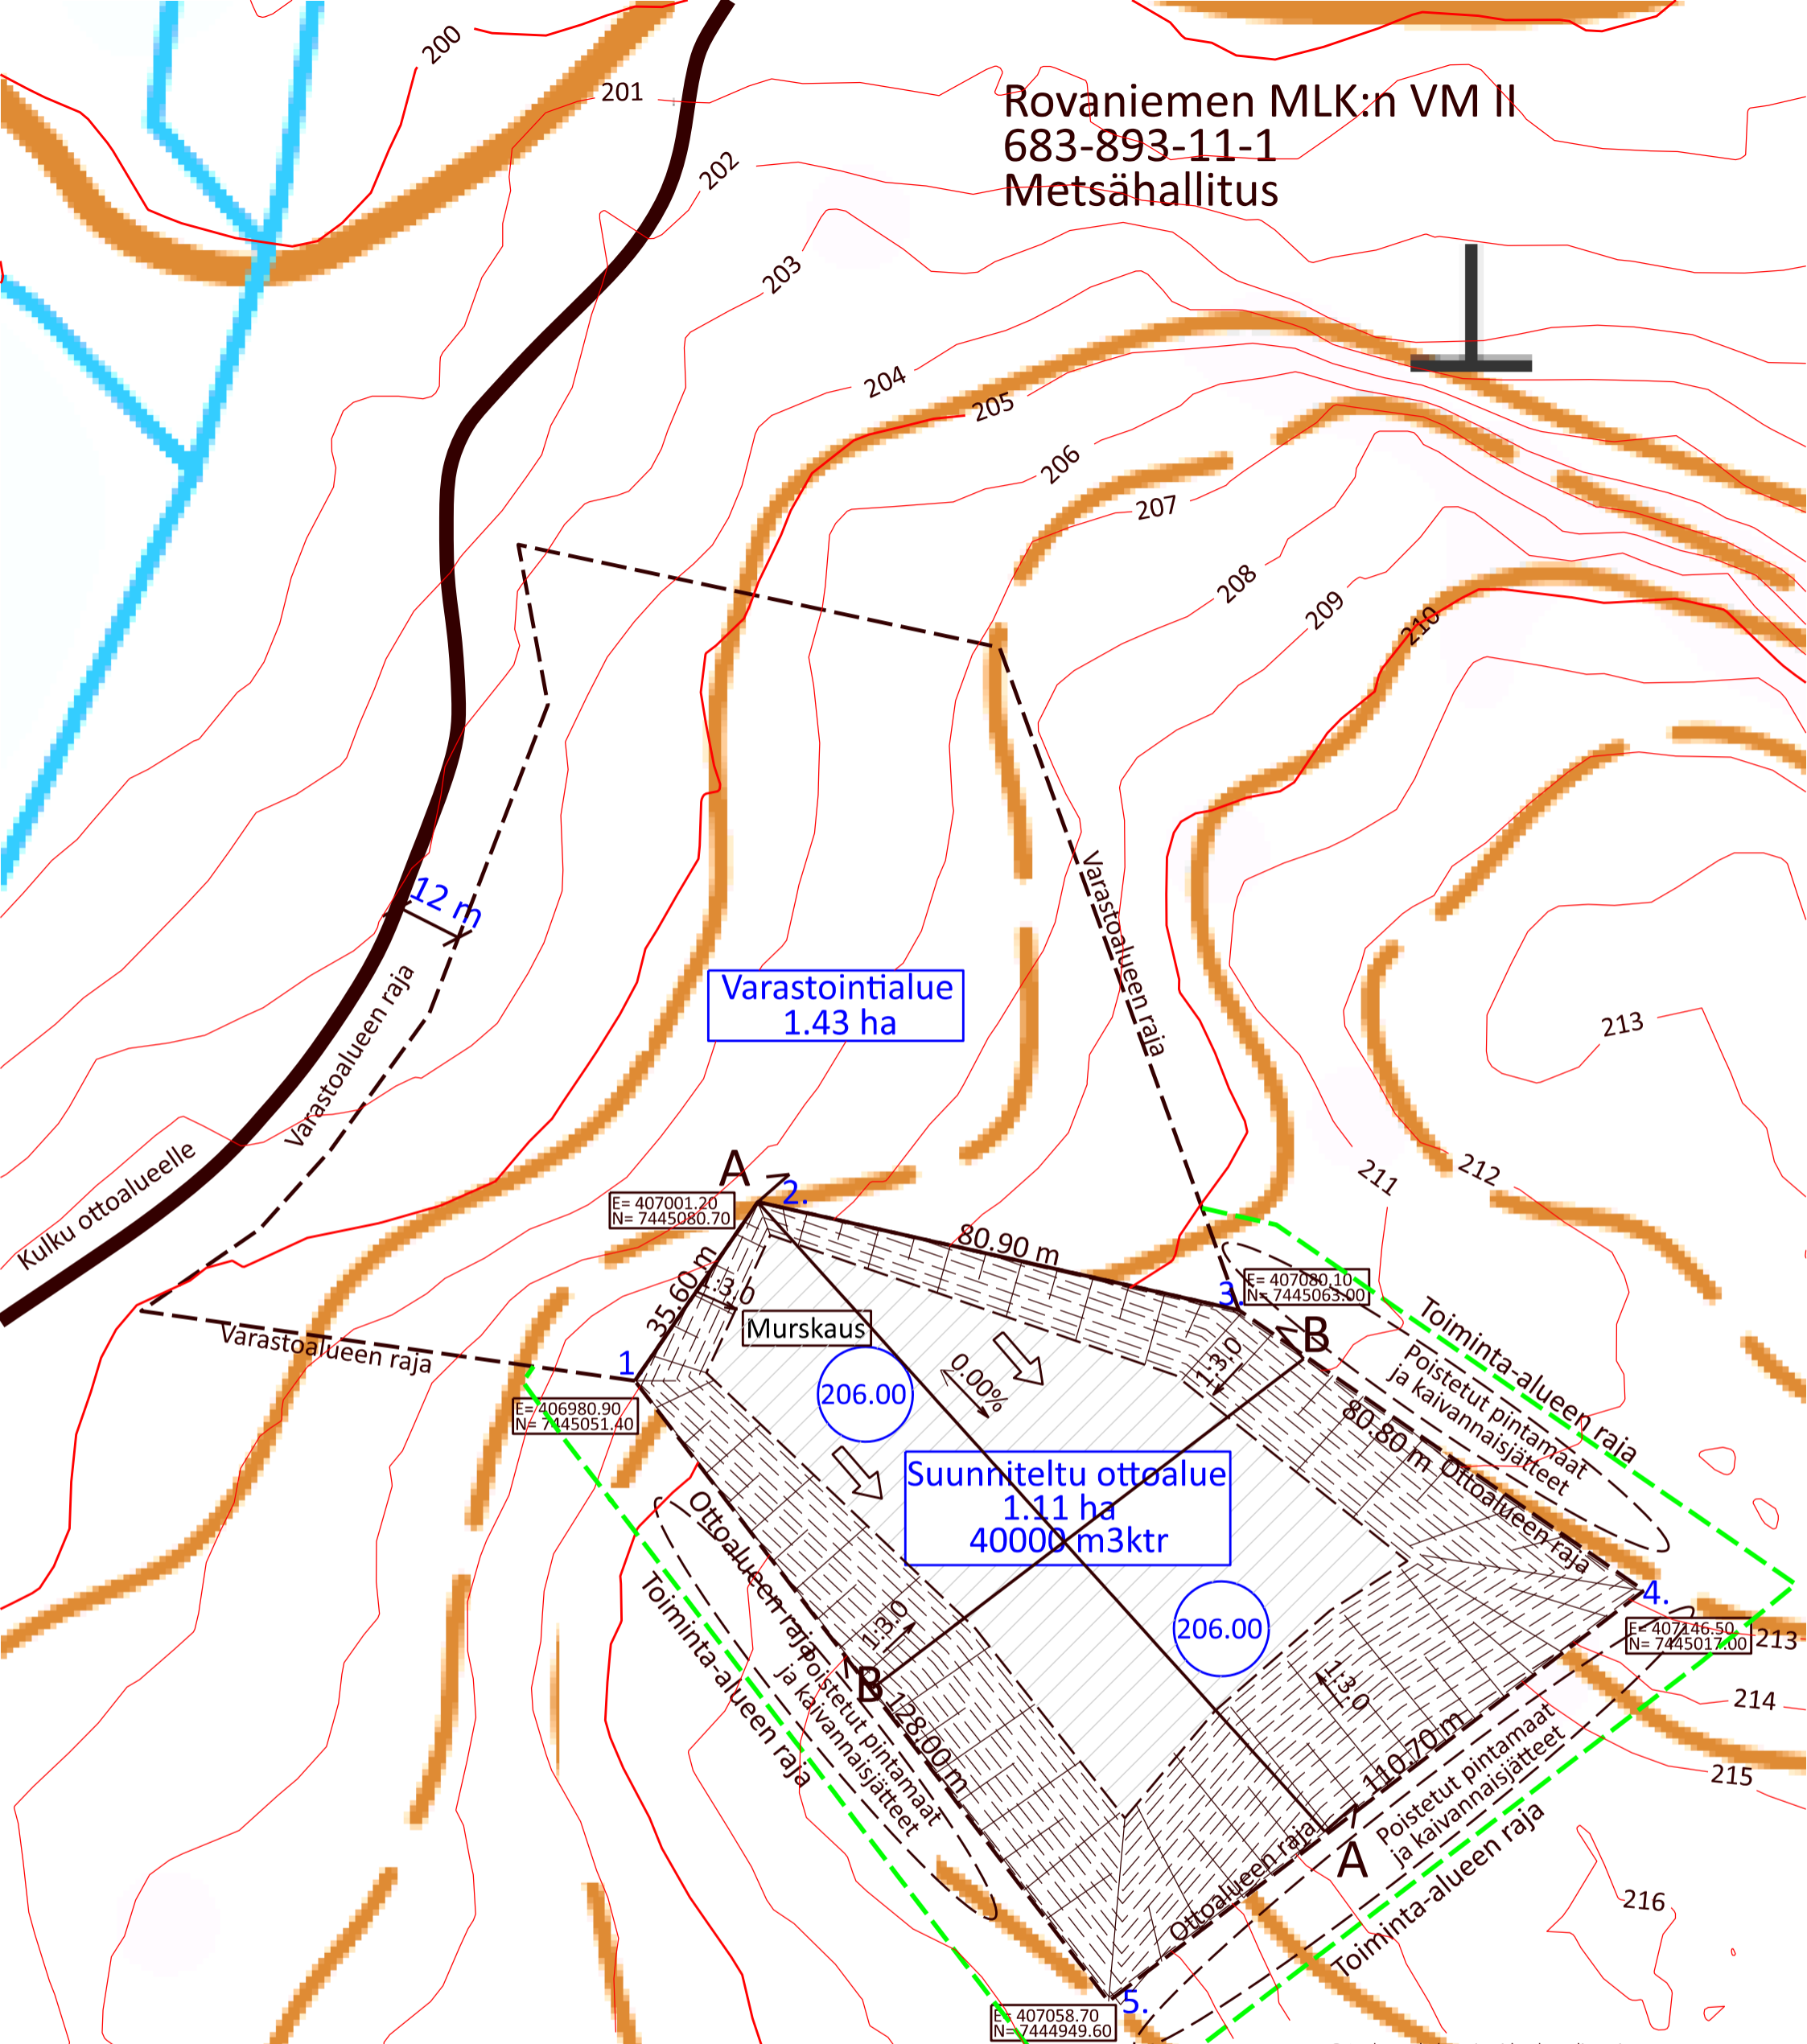 200
201
202
Rovaniemen MLK:n VM II
683-893-11-1
Metsähallitus
203
204
205
206
207
208
209
210
12 m
Varastoalueen raja
Varastoalueen raja
Varastointialue
1.43 ha
213
211
212
Kulku ottoalueelle
A
2.
E= 407001.20
N= 7445080.70
80.90 m
35.60 m
1:3.0
Murskaus
3.
E= 407080.10
N= 7445063.00
B
1:3.0
Varastoalueen raja
1
E= 406980.90
N= 7445051.40
206.00
0.00%
Toiminta-alueen raja
Poistetut pintamaat
ja kaivannaisjätteet
80.80 m
Ottoalueen raja
Suunniteltu ottoalue
1.11 ha
40000 m3ktr
Ottoalueen raja
Toiminta-alueen raja
1:3.0
B
128.00 m
Poistetut pintamaat
ja kaivannaisjätteet
206.00
4.
E= 407146.50
N= 7445017.00
213
214
215
1:3.0
110.70 m
Poistetut pintamaat
ja kaivannaisjätteet
Ottoalueen raja
A
Toiminta-alueen raja
216
5.
E= 407058.70
N= 7444949.60